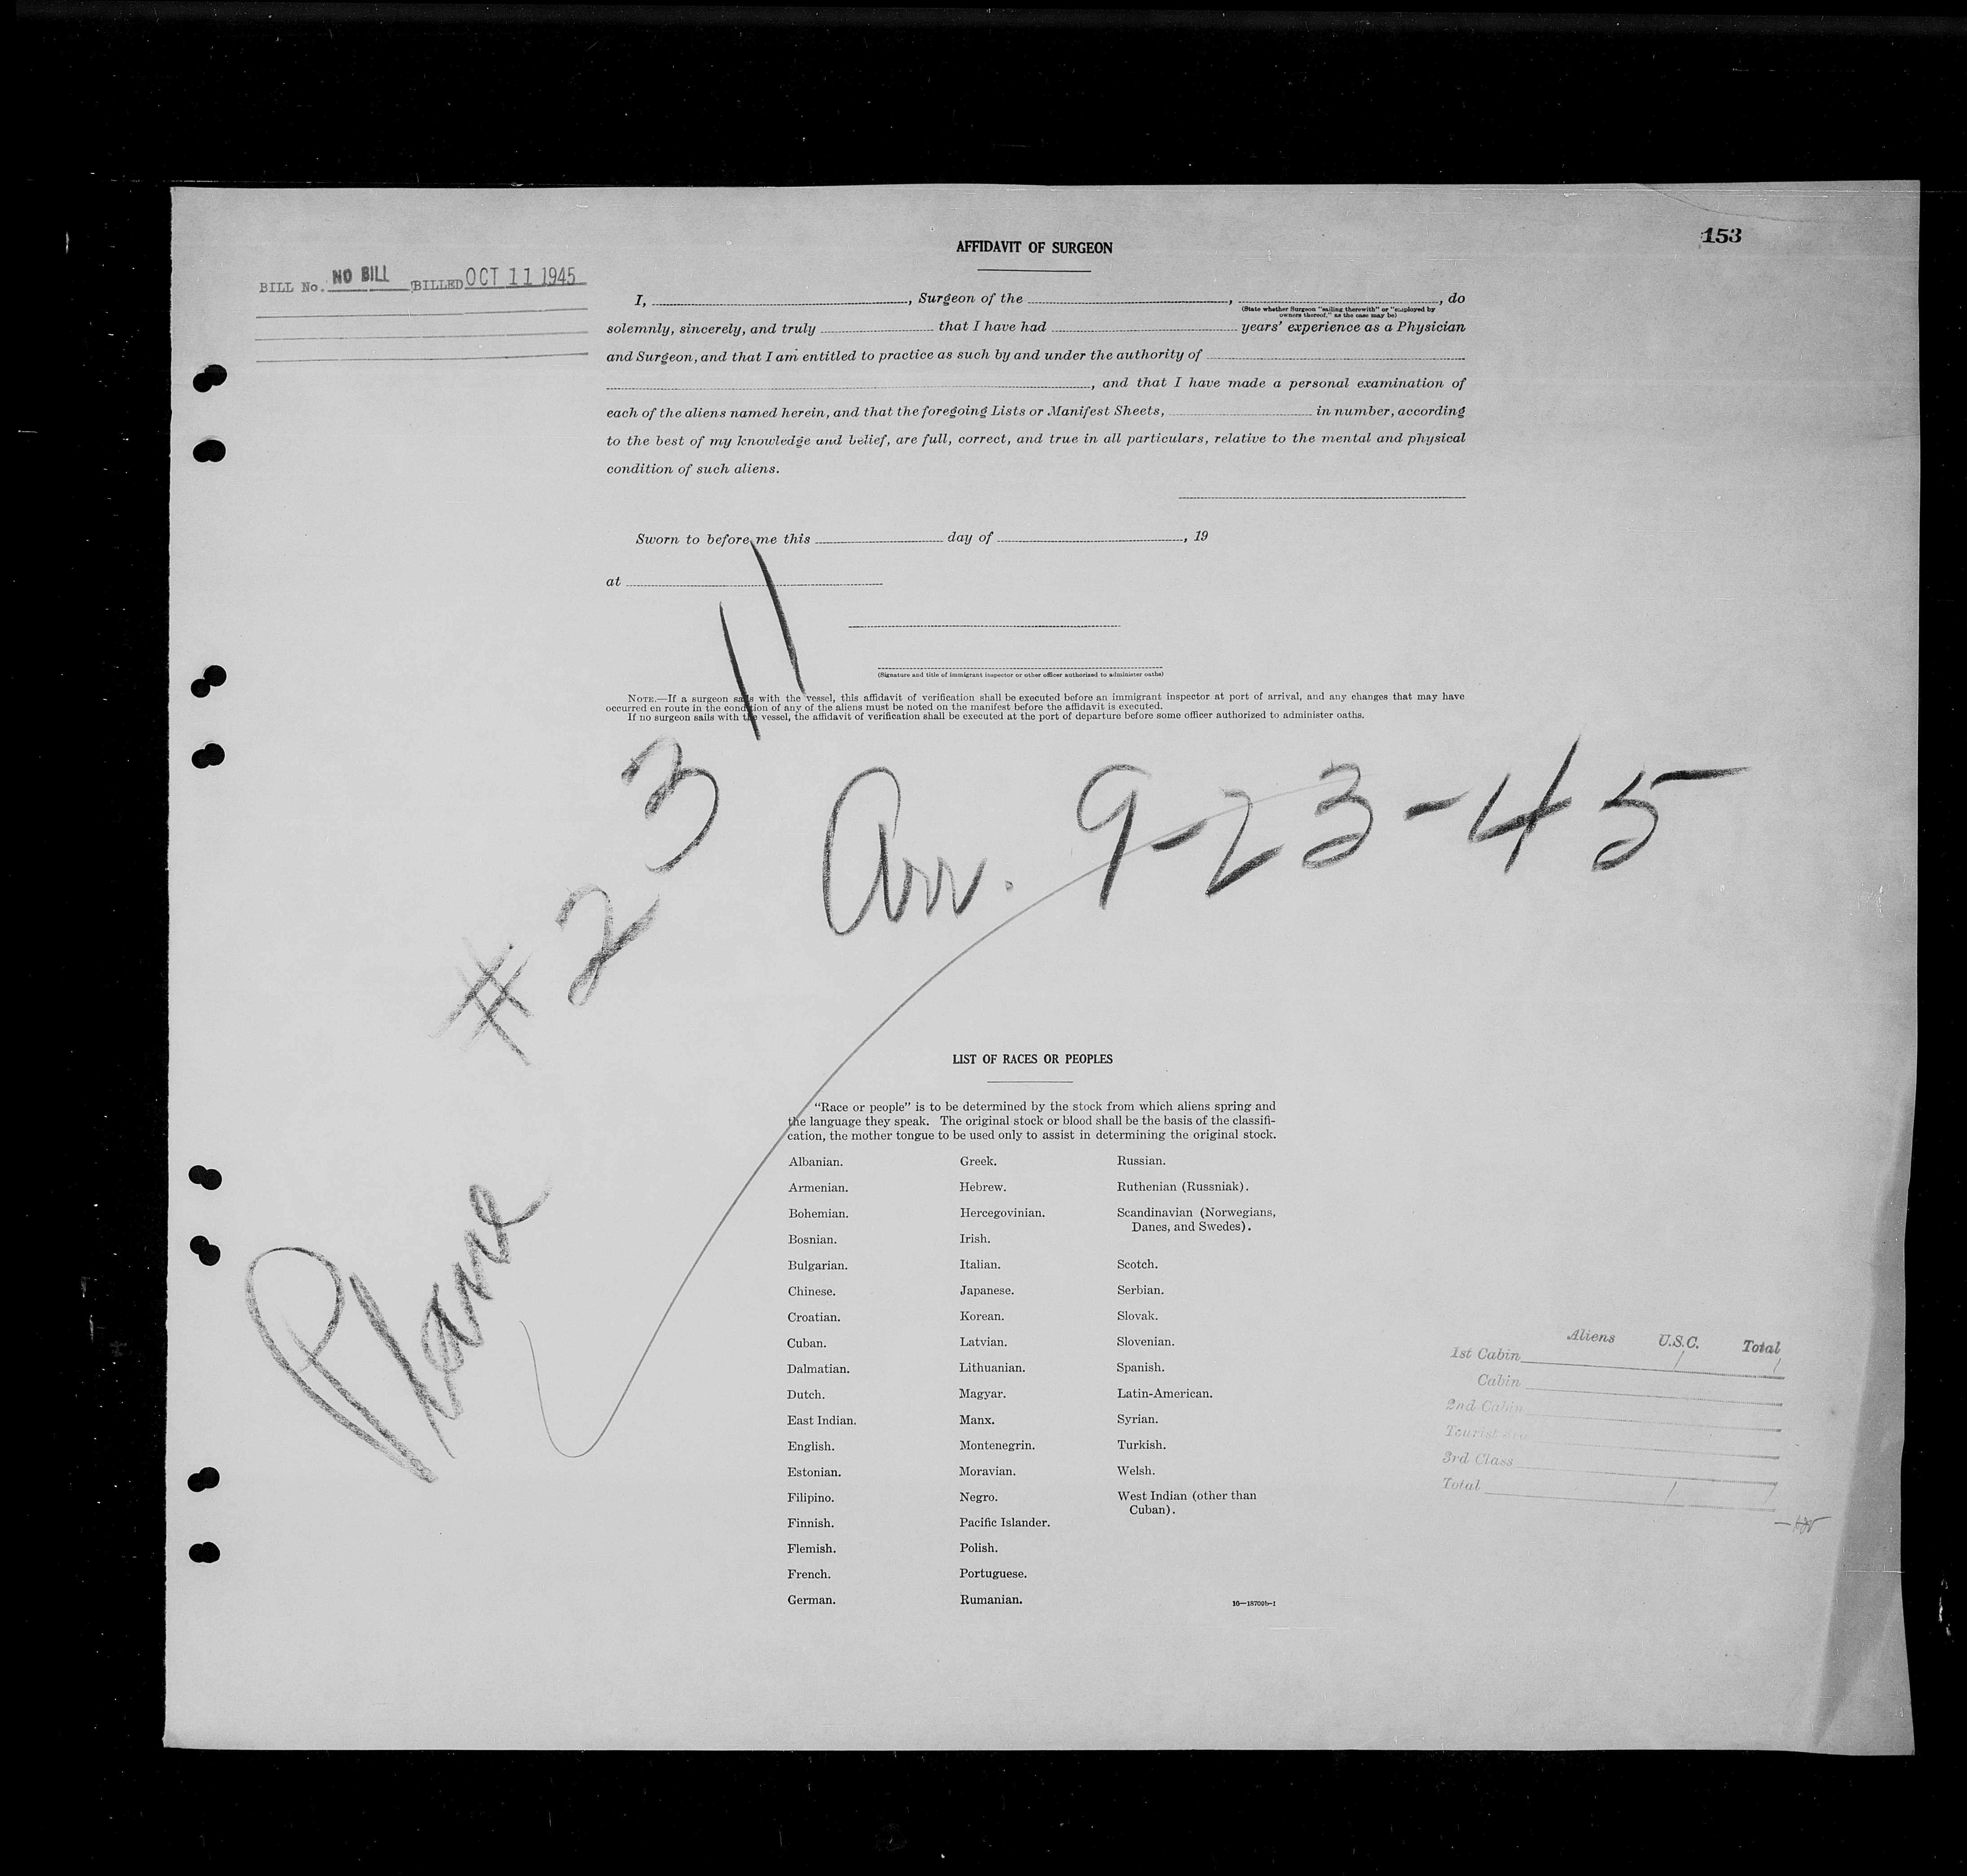 153
AFFIDAVIT OF SURGEON
BILL No. NO BILL BILLED OCT 11 1945
I, , Surgeon of the , , do
(State whether Surgeon "sailing therewith" or "employed by
owners thereof," as the case may be)
solemnly, sincerely, and truly that I have had years' experience as a Physician
and Surgeon, and that I am entitled to practice as such by and under the authority of
, and that I have made a personal examination of
each of the aliens named herein, and that the foregoing Lists or Manifest Sheets, in number, according
to the best of my knowledge and belief, are full, correct, and true in all particulars, relative to the mental and physical
condition of such aliens.
Sworn to before me this day of , 19
at
(Signature and title of immigrant inspector or other officer authorized to administer oaths)
NOTE.—If a surgeon sails with the vessel, this affidavit of verification shall be executed before an immigrant inspector at port of arrival, and any changes that may have
occurred en route in the condition of any of the aliens must be noted on the manifest before the affidavit is executed.
If no surgeon sails with the vessel, the affidavit of verification shall be executed at the port of departure before some officer authorized to administer oaths.
Plane #23 11
Arr. 9-23-45
LIST OF RACES OR PEOPLES
"Race or people" is to be determined by the stock from which aliens spring and
the language they speak. The original stock or blood shall be the basis of the classifi-
cation, the mother tongue to be used only to assist in determining the original stock.
Albanian.
Armenian.
Bohemian.
Bosnian.
Bulgarian.
Chinese.
Croatian.
Cuban.
Dalmatian.
Dutch.
East Indian.
English.
Estonian.
Filipino.
Finnish.
Flemish.
French.
German.
Greek.
Hebrew.
Hercegovinian.
Irish.
Italian.
Japanese.
Korean.
Latvian.
Lithuanian.
Magyar.
Manx.
Montenegrin.
Moravian.
Negro.
Pacific Islander.
Polish.
Portuguese.
Rumanian.
Russian.
Ruthenian (Russniak).
Scandinavian (Norwegians,
Danes, and Swedes).
Scotch.
Serbian.
Slovak.
Slovenian.
Spanish.
Latin-American.
Syrian.
Turkish.
Welsh.
West Indian (other than
Cuban).
16—18709b-1
Aliens U.S.C. Total
1st Cabin 1 1
Cabin
2nd Cabin
Tourist
3rd Class
Total 1 1